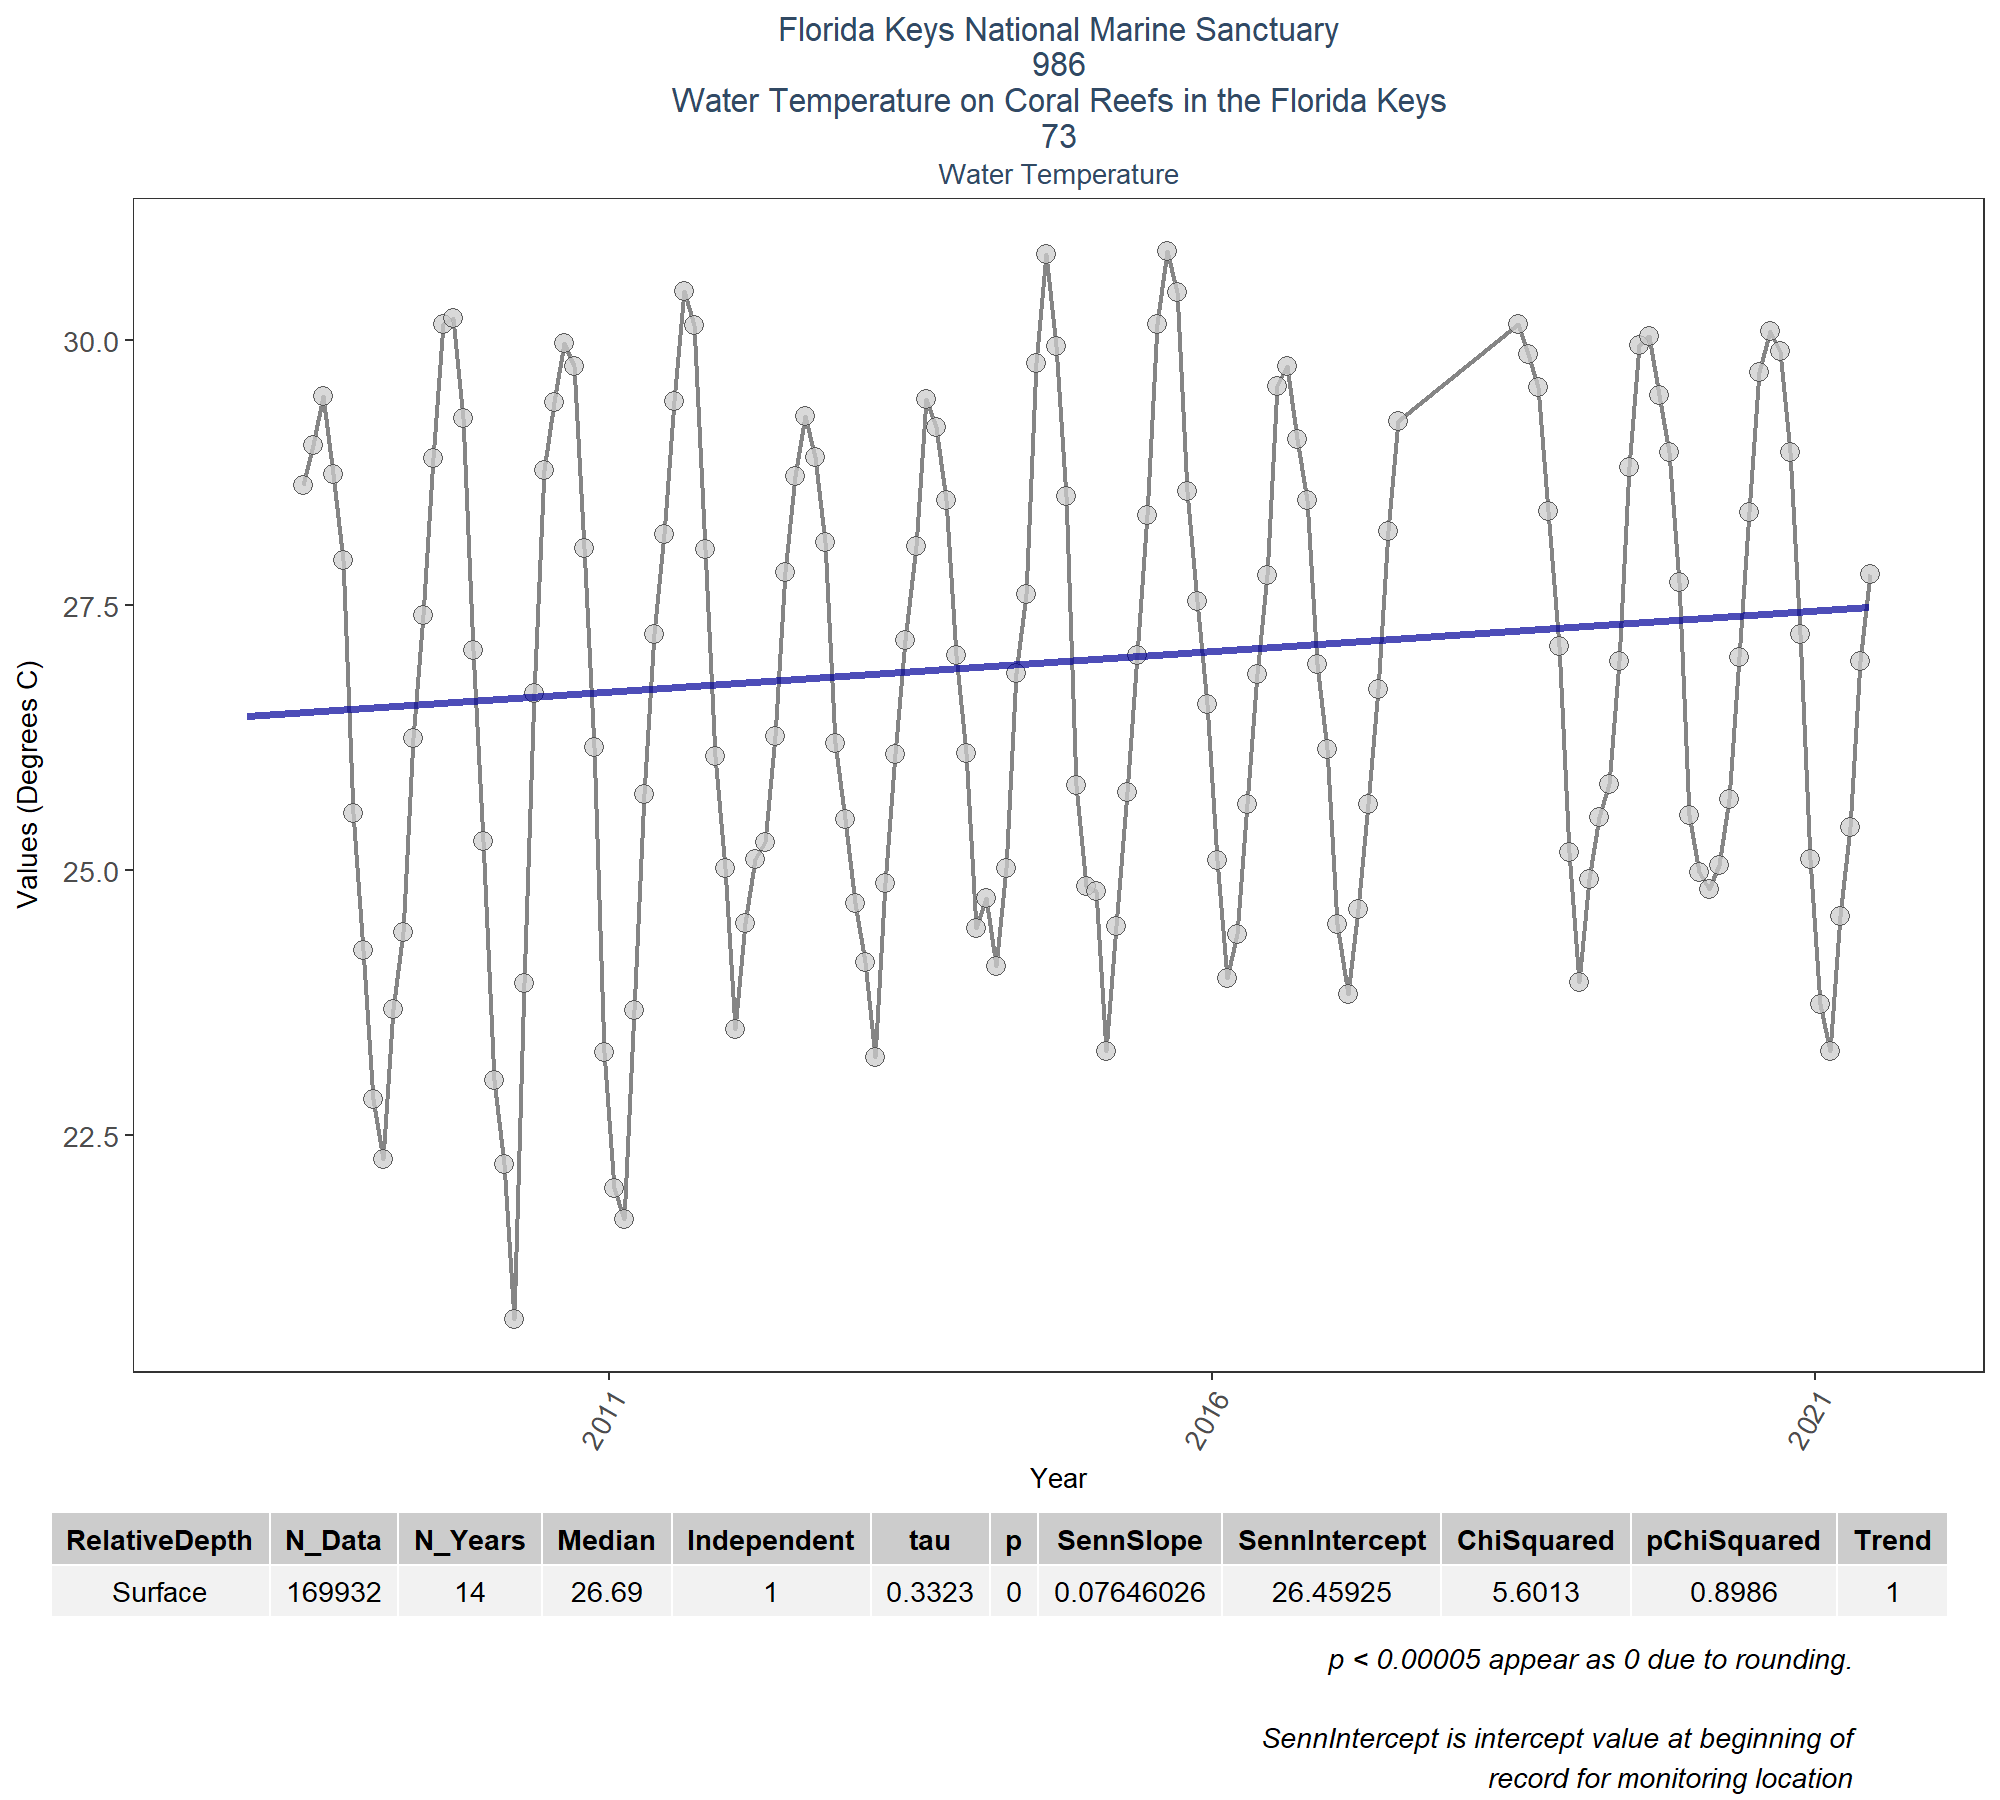 Florida Keys National Marine Sanctuary
986
Water Temperature on Coral Reefs in the Florida Keys
73
Water Temperature
Values (Degrees C)
30.0
27.5
25.0
22.5
2011
2016
2021
Year
RelativeDepth N_Data N_Years Median Independent tau p SennSlope SennIntercept ChiSquared pChiSquared Trend
Surface 169932 14 26.69 1 0.3323 0 0.07646026 26.45925 5.6013 0.8986 1
p < 0.00005 appear as 0 due to rounding.
SennIntercept is intercept value at beginning of
record for monitoring location